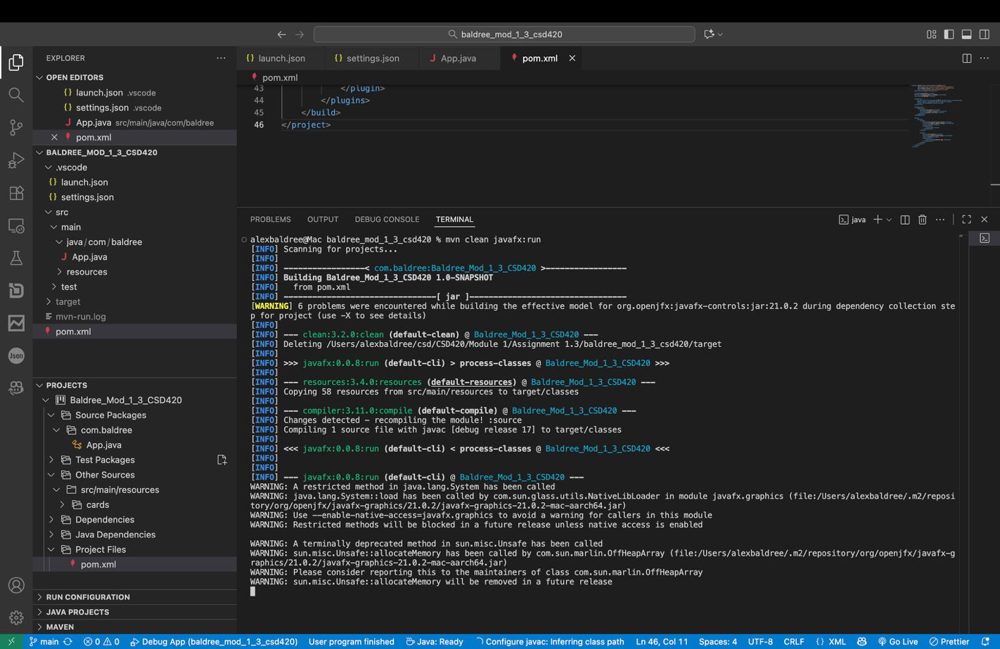 baldree_mod_1_3_csd420
EXPLORER
launch.json
settings.json
App.java
pom.xml
OPEN EDITORS
launch.json .vscode
settings.json .vscode
App.java src/main/java/com/baldree
pom.xml
BALDREE_MOD_1_3_CSD420
.vscode
launch.json
settings.json
src
main
java/com/baldree
App.java
resources
test
target
mvn-run.log
pom.xml
PROJECTS
Baldree_Mod_1_3_CSD420
Source Packages
com.baldree
App.java
Test Packages
Other Sources
src/main/resources
cards
Dependencies
Java Dependencies
Project Files
pom.xml
RUN CONFIGURATION
JAVA PROJECTS
MAVEN
Json
pom.xml
43 </plugin>
44 </plugins>
45 </build>
46 </project>
PROBLEMS OUTPUT DEBUG CONSOLE TERMINAL
java
alexbaldree@Mac baldree_mod_1_3_csd420 % mvn clean javafx:run
[INFO] Scanning for projects...
[INFO]
[INFO] -----------------< com.baldree:Baldree_Mod_1_3_CSD420 >-----------------
[INFO] Building Baldree_Mod_1_3_CSD420 1.0-SNAPSHOT
[INFO]   from pom.xml
[INFO] --------------------------------[ jar ]---------------------------------
[WARNING] 6 problems were encountered while building the effective model for org.openjfx:javafx-controls:jar:21.0.2 during dependency collection ste
p for project (use -X to see details)
[INFO]
[INFO] --- clean:3.2.0:clean (default-clean) @ Baldree_Mod_1_3_CSD420 ---
[INFO] Deleting /Users/alexbaldree/csd/CSD420/Module 1/Assignment 1.3/baldree_mod_1_3_csd420/target
[INFO]
[INFO] >>> javafx:0.0.8:run (default-cli) > process-classes @ Baldree_Mod_1_3_CSD420 >>>
[INFO]
[INFO] --- resources:3.4.0:resources (default-resources) @ Baldree_Mod_1_3_CSD420 ---
[INFO] Copying 58 resources from src/main/resources to target/classes
[INFO]
[INFO] --- compiler:3.11.0:compile (default-compile) @ Baldree_Mod_1_3_CSD420 ---
[INFO] Changes detected - recompiling the module! :source
[INFO] Compiling 1 source file with javac [debug release 17] to target/classes
[INFO]
[INFO] <<< javafx:0.0.8:run (default-cli) < process-classes @ Baldree_Mod_1_3_CSD420 <<<
[INFO]
[INFO]
[INFO] --- javafx:0.0.8:run (default-cli) @ Baldree_Mod_1_3_CSD420 ---
WARNING: A restricted method in java.lang.System has been called
WARNING: java.lang.System::load has been called by com.sun.glass.utils.NativeLibLoader in module javafx.graphics (file:/Users/alexbaldree/.m2/reposi
tory/org/openjfx/javafx-graphics/21.0.2/javafx-graphics-21.0.2-mac-aarch64.jar)
WARNING: Use --enable-native-access=javafx.graphics to avoid a warning for callers in this module
WARNING: Restricted methods will be blocked in a future release unless native access is enabled
WARNING: A terminally deprecated method in sun.misc.Unsafe has been called
WARNING: sun.misc.Unsafe::allocateMemory has been called by com.sun.marlin.OffHeapArray (file:/Users/alexbaldree/.m2/repository/org/openjfx/javafx-g
raphics/21.0.2/javafx-graphics-21.0.2-mac-aarch64.jar)
WARNING: Please consider reporting this to the maintainers of class com.sun.marlin.OffHeapArray
WARNING: sun.misc.Unsafe::allocateMemory will be removed in a future release
main 0 0 Debug App (baldree_mod_1_3_csd420) User program finished Java: Ready Configure javac: Inferring class path Ln 46, Col 11 Spaces: 4 UTF-8 CRLF {} XML Go Live Prettier